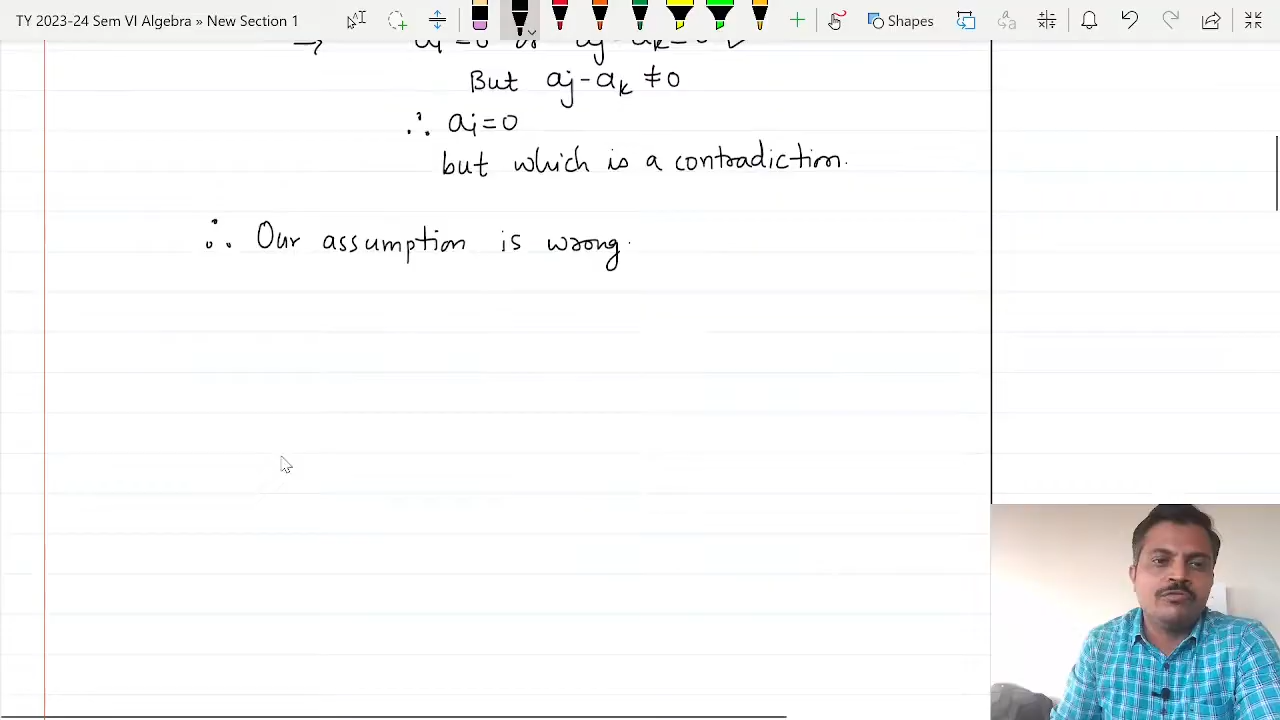 TY 2023-24 Sem VI Algebra » New Section 1
Shapes
But aj - ak ≠ 0
∴ ai = 0
but which is a contradiction.
∴ Our assumption is wrong.